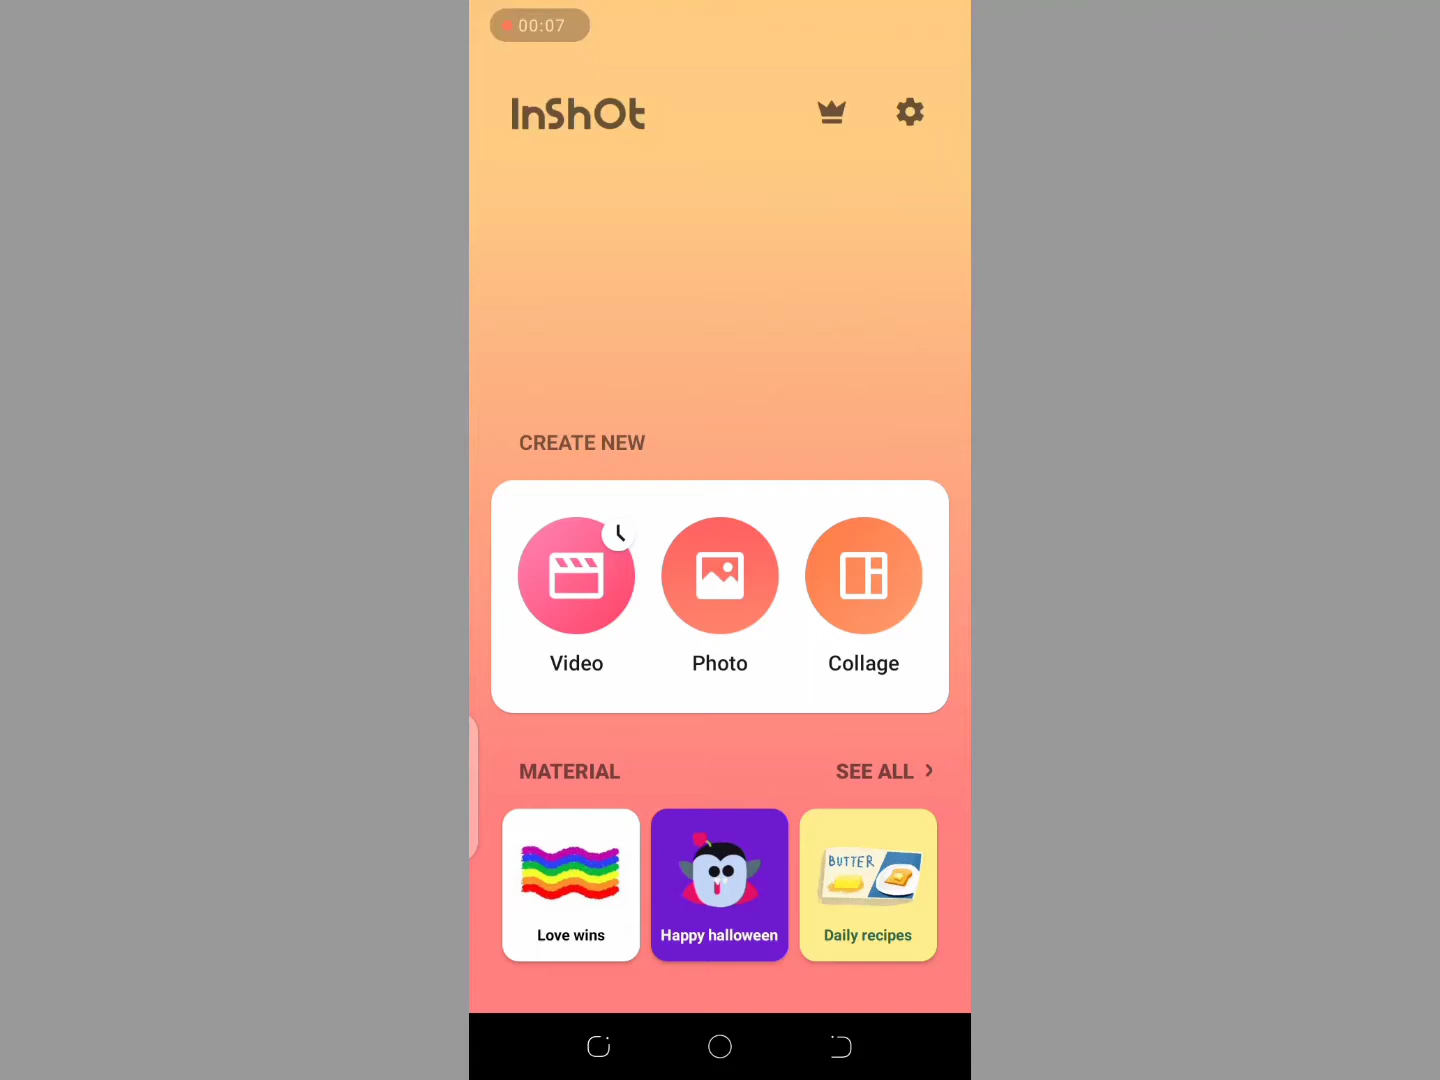 00:07
InShOt
CREATE NEW
Video
Photo
Collage
MATERIAL
SEE ALL
BUTTER
Love wins
Happy halloween
Daily recipes